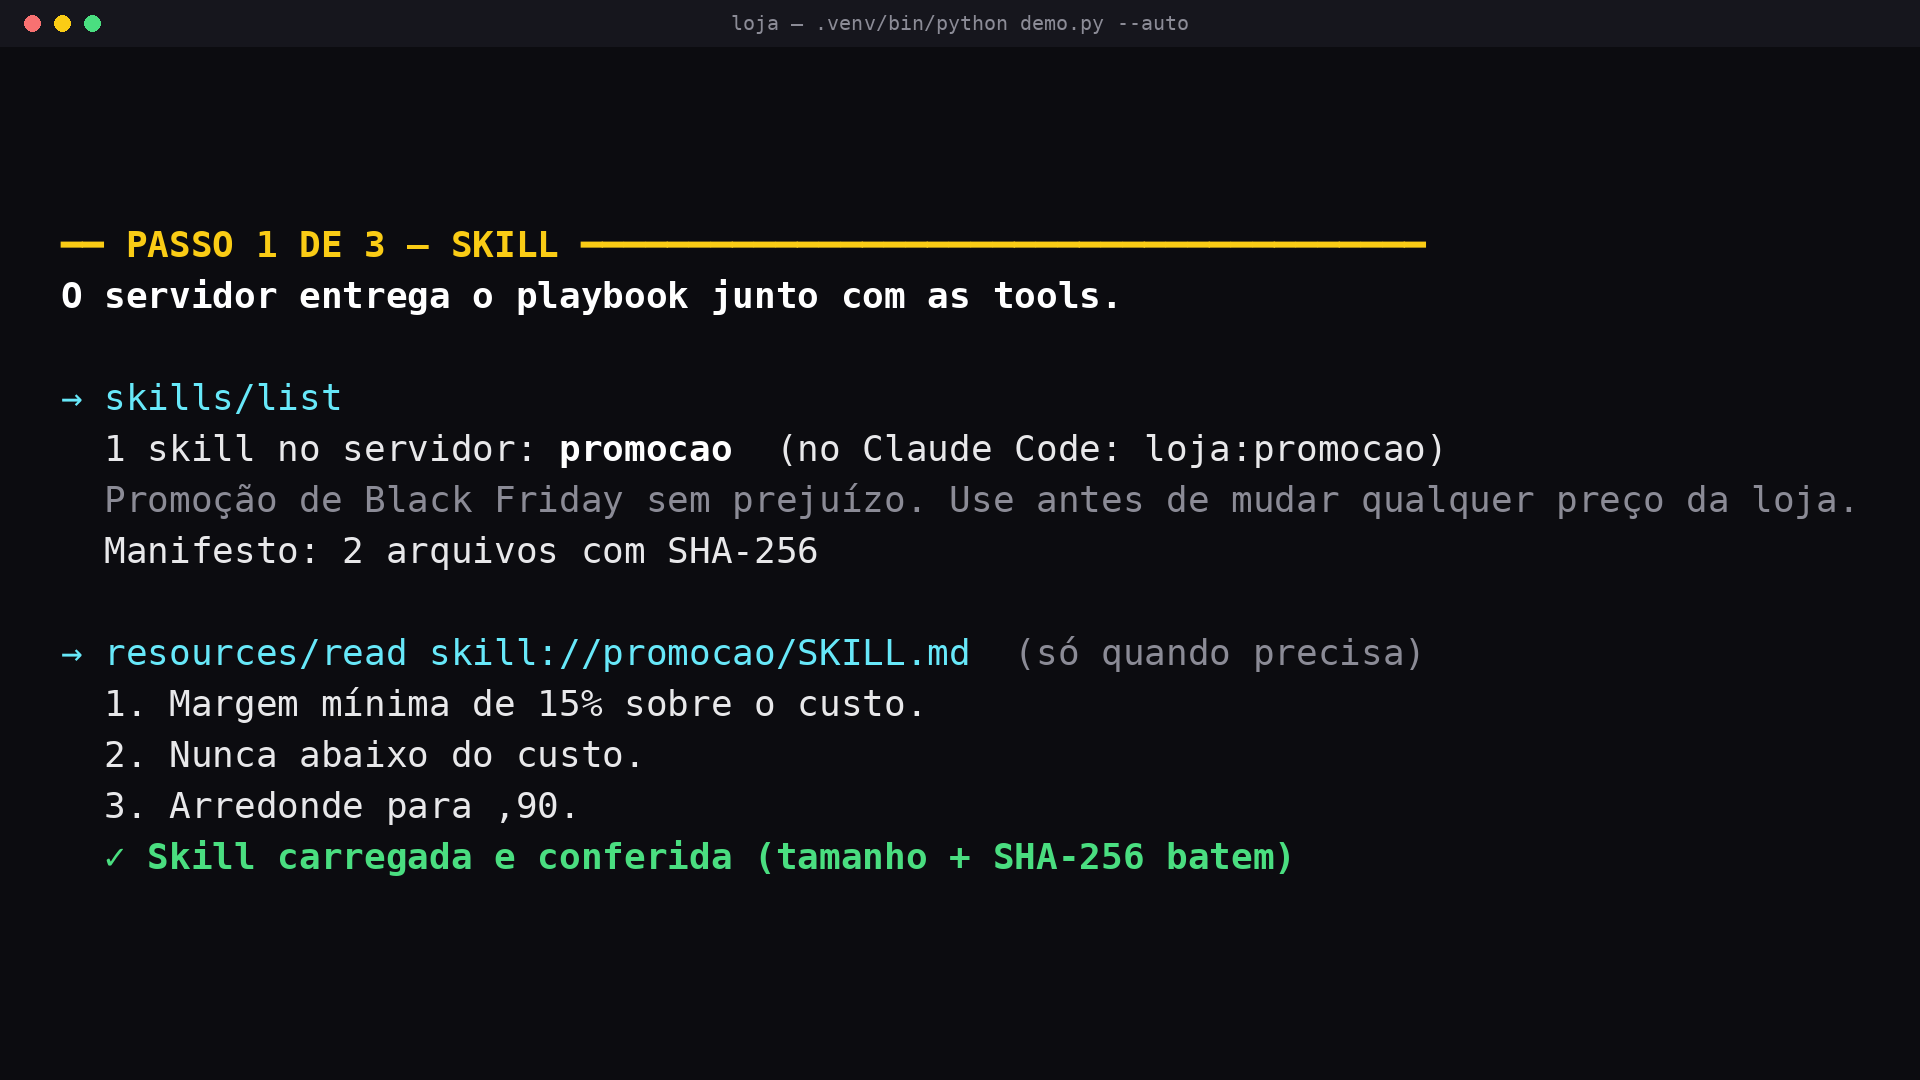 loja — .venv/bin/python demo.py --auto
━━ PASSO 1 DE 3 — SKILL ━━━━━━━━━━━━━━━━━━━━━━━━━━━━━━━━━━━━━━━
O servidor entrega o playbook junto com as tools.
→ skills/list
1 skill no servidor: promocao  (no Claude Code: loja:promocao)
Promoção de Black Friday sem prejuízo. Use antes de mudar qualquer preço da loja.
Manifesto: 2 arquivos com SHA-256
→ resources/read skill://promocao/SKILL.md  (só quando precisa)
1. Margem mínima de 15% sobre o custo.
2. Nunca abaixo do custo.
3. Arredonde para ,90.
✓ Skill carregada e conferida (tamanho + SHA-256 batem)